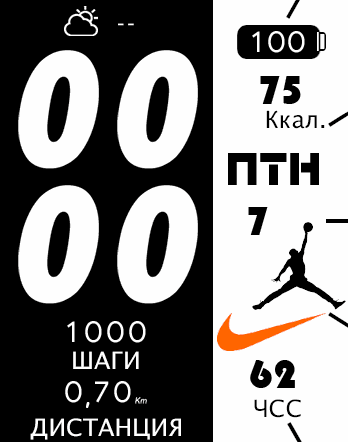 --
00
00
1000
ШАГИ
0,70 Km
ДИСТАНЦИЯ
100
75
Ккал.
ПТН
7
62
ЧСС